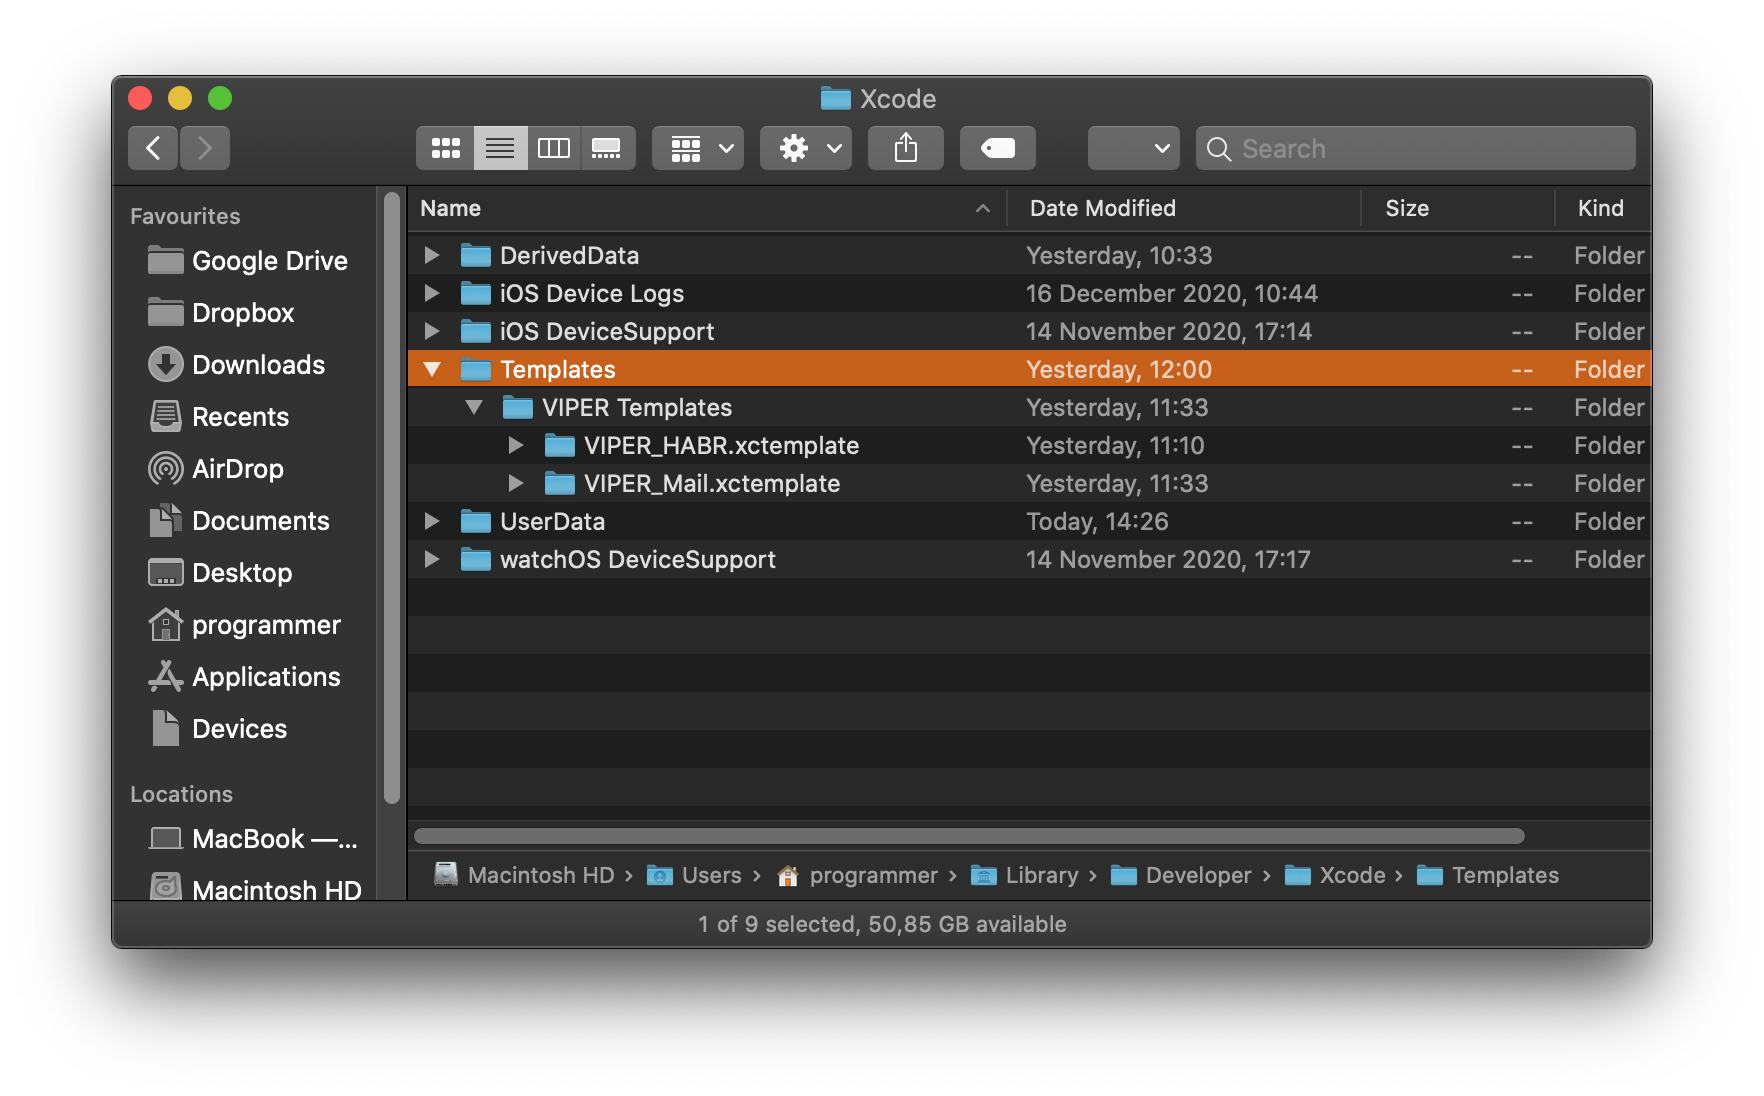 Xcode
Search
Favourites
Google Drive
Dropbox
Downloads
Recents
AirDrop
Documents
Desktop
programmer
Applications
Devices
Locations
MacBook —...
Macintosh HD
Name Date Modified Size Kind
DerivedData Yesterday, 10:33 -- Folder
iOS Device Logs 16 December 2020, 10:44 -- Folder
iOS DeviceSupport 14 November 2020, 17:14 -- Folder
Templates Yesterday, 12:00 -- Folder
VIPER Templates Yesterday, 11:33 -- Folder
VIPER_HABR.xctemplate Yesterday, 11:10 -- Folder
VIPER_Mail.xctemplate Yesterday, 11:33 -- Folder
UserData Today, 14:26 -- Folder
watchOS DeviceSupport 14 November 2020, 17:17 -- Folder
Macintosh HD › Users › programmer › Library › Developer › Xcode › Templates
1 of 9 selected, 50,85 GB available